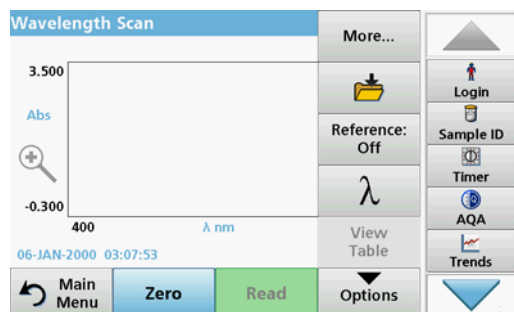 Wavelength Scan
More...
3.500
Abs
-0.300
400
λ nm
06-JAN-2000 03:07:53
Reference:
Off
λ
View
Table
Main
Menu
Zero
Read
Options
Login
Sample ID
Timer
AQA
Trends